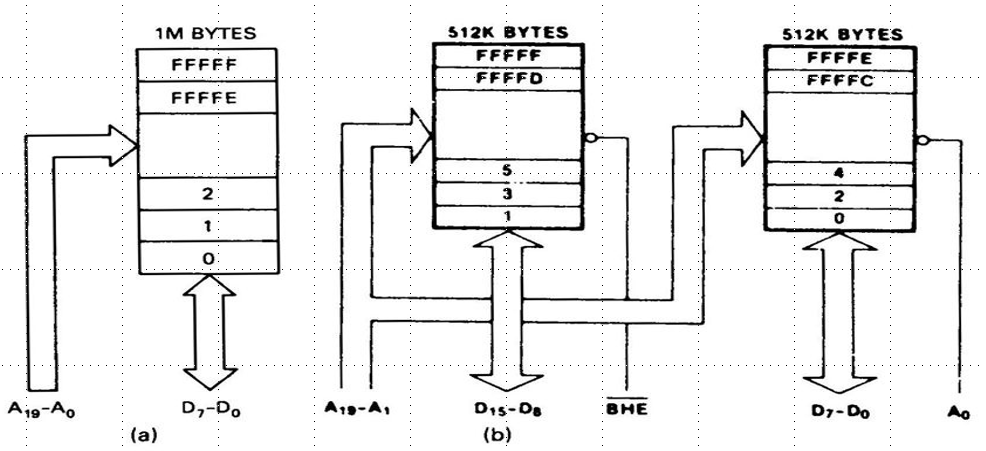 1M BYTES
FFFFF
FFFFE
2
1
0
A19-A0
D7-D0
(a)
512K BYTES
FFFFF
FFFFD
5
3
1
A19-A1
D15-D8
BHE
(b)
512K BYTES
FFFFE
FFFFC
4
2
0
D7-D0
A0